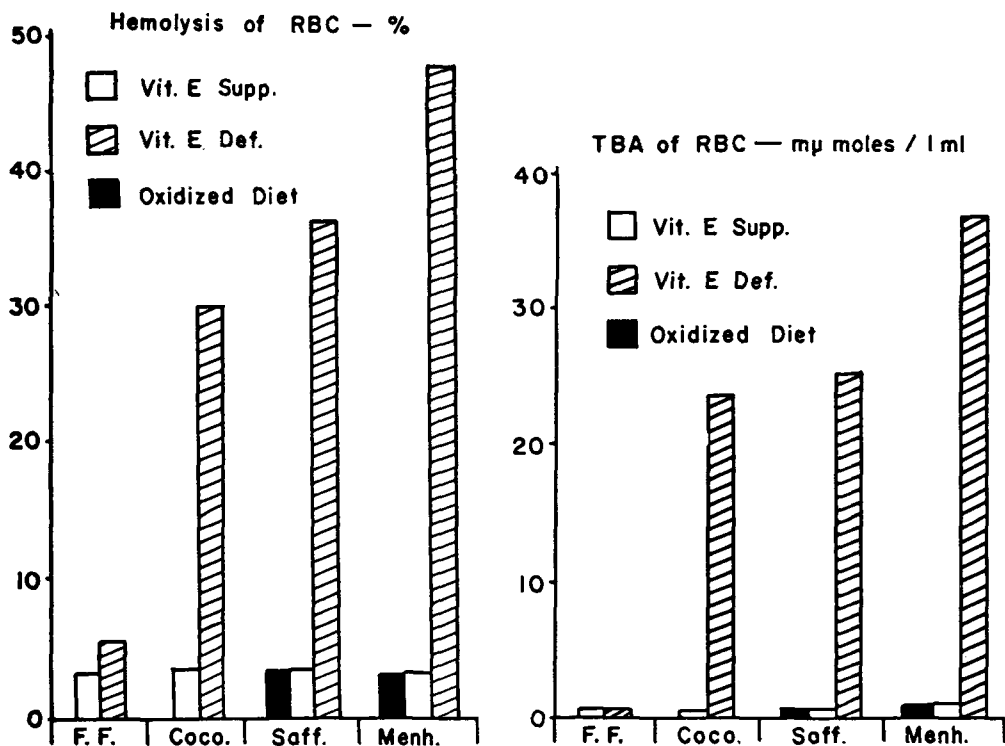 Hemolysis of RBC — %
50
40
30
20
10
0
Vit. E Supp.
Vit. E Def.
Oxidized Diet
F. F. Coco. Saff. Menh.
TBA of RBC — mμ moles / 1 ml
40
30
20
10
0
Vit. E Supp.
Vit. E Def.
Oxidized Diet
F. F. Coco. Saff. Menh.